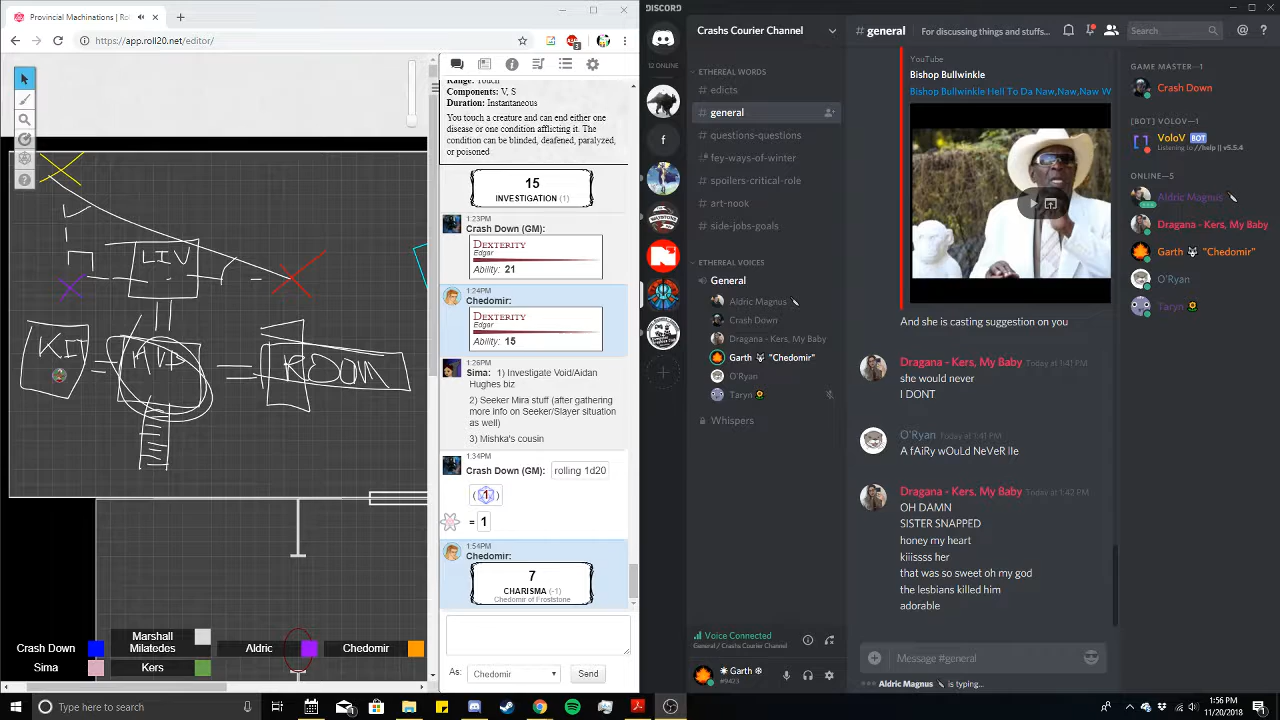 Provincial Machinations | Ro
https://app.roll20.net/editor/
3
Range: Touch
Components: V, S
Duration: Instantaneous
You touch a creature and can end either one
disease or one condition afflicting it. The
condition can be blinded, deafened, paralyzed,
or poisoned
15
INVESTIGATION (1)
1:23PM
Crash Down (GM):
DEXTERITY
Edgar
Ability: 21
1:24PM
Chedomir:
DEXTERITY
Edgar
Ability: 15
1:26PM
Sima: 1) Investigate Void/Aidan
Hughes biz
2) Seeker Mira stuff (after gathering
more info on Seeker/Slayer situation
as well)
3) Mishka's cousin
1:34PM
Crash Down (GM): rolling 1d20
(1)
= 1
1:54PM
Chedomir:
7
CHARISMA (-1)
Chedomir of Froststone
As: Chedomir
Send
LIV
KIT
Crash Down
Marshall
Milatedes
Aldric
Chedomir
Sima
Kers
DISCORD
12 ONLINE
f
Crashs Courier Channel
ETHEREAL WORDS
# edicts
# general
# questions-questions
# fey-ways-of-winter
# spoilers-critical-role
# art-nook
# side-jobs-goals
ETHEREAL VOICES
General
Aldric Magnus
Crash Down
Dragana - Kers, My Baby
Garth "Chedomir"
O'Ryan
Taryn
Whispers
Voice Connected
General / Crashs Courier Channel
Garth
#9423
# general
For discussing things and stuffs...
Search
YouTube
Bishop Bullwinkle
Bishop Bullwinkle Hell To Da Naw,Naw,Naw W
And she is casting suggestion on you
Dragana - Kers, My Baby Today at 1:41 PM
she would never
I DONT
O'Ryan Today at 1:41 PM
A fAiRy wOuLd NeVeR lIe
Dragana - Kers, My Baby Today at 1:42 PM
OH DAMN
SISTER SNAPPED
honey my heart
kiiissss her
that was so sweet oh my god
the lesbians killed him
adorable
Message #general
Aldric Magnus is typing...
GAME MASTER—1
Crash Down
[BOT] VOLOV—1
VoloV BOT
Listening to //help || v5.5.4
ONLINE—5
Aldric Magnus
Dragana - Kers, My Baby
Garth "Chedomir"
O'Ryan
Taryn
Type here to search
1:56 PM
11/20/2018